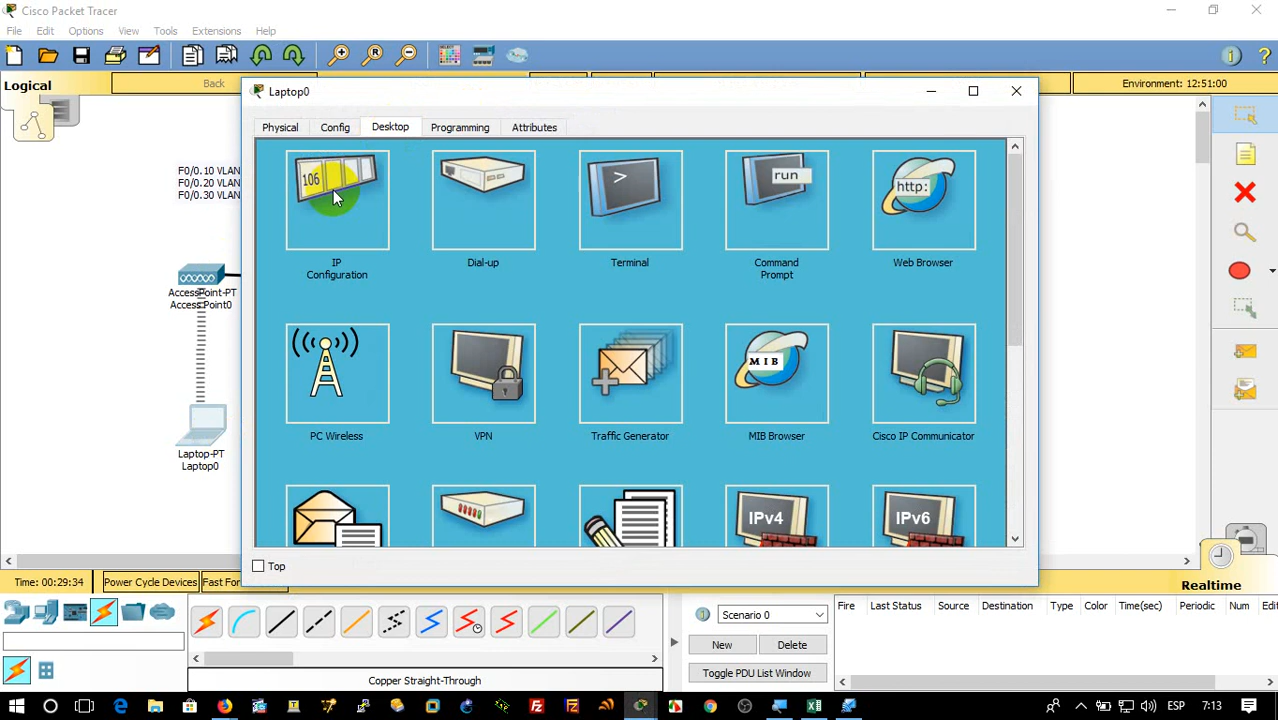 Cisco Packet Tracer
File Edit Options View Tools Extensions Help
Logical
Back
Environment: 12:51:00
Laptop0
Physical Config Desktop Programming Attributes
F0/0.10 VLAN
F0/0.20 VLAN
F0/0.30 VLAN
106
>
run
http:
IP
Configuration
Dial-up
Terminal
Command
Prompt
Web Browser
AccessPoint-PT
Access Point0
MIB
PC Wireless
VPN
Traffic Generator
MIB Browser
Cisco IP Communicator
Laptop-PT
Laptop0
IPv4
IPv6
Top
Time: 00:29:34
Power Cycle Devices
Fast For
Realtime
Scenario 0
Fire Last Status Source Destination Type Color Time(sec) Periodic Num Edit
New
Delete
Toggle PDU List Window
Copper Straight-Through
ESP
7:13